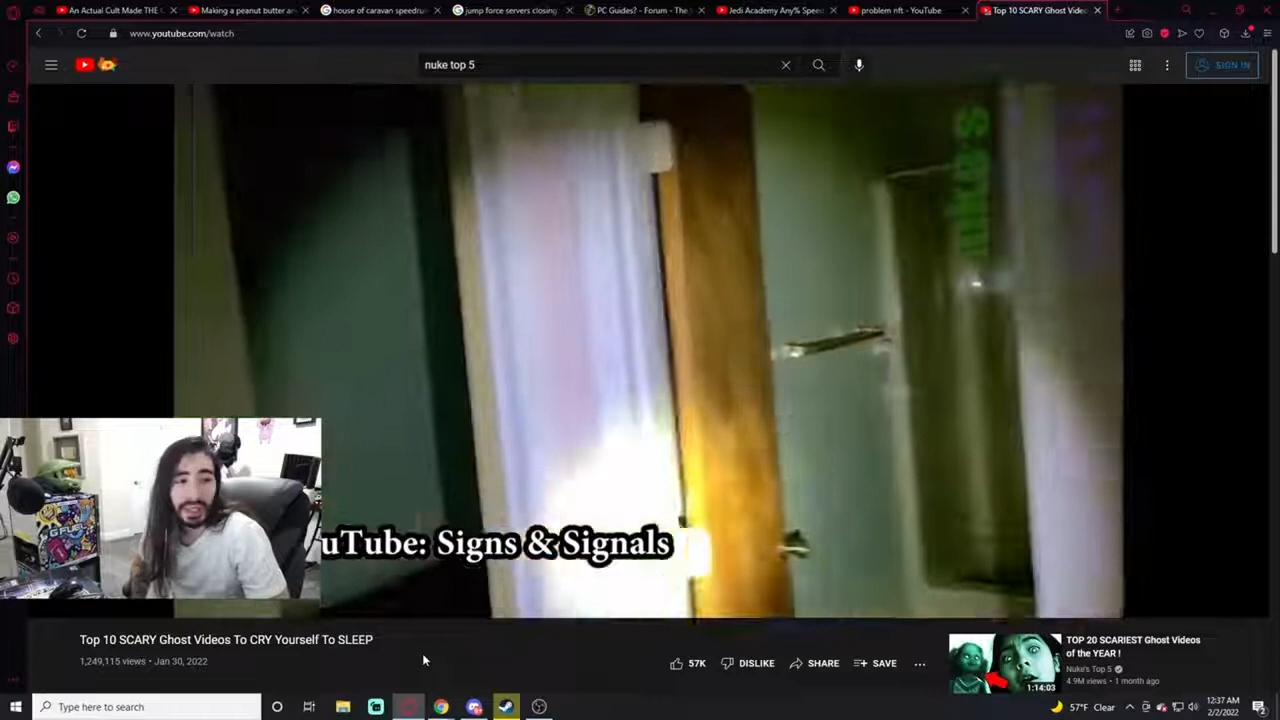 An Actual Cult Made THE
Making a peanut butter an
house of caravan speedru
jump force servers closing
PC Guides? - Forum - The
Jedi Academy Any% Speed
problem nft - YouTube
Top 10 SCARY Ghost Video
www.youtube.com/watch
nuke top 5
SIGN IN
nuke's
YouTube: Signs & Signals
Top 10 SCARY Ghost Videos To CRY Yourself To SLEEP
1,249,115 views • Jan 30, 2022
57K
DISLIKE
SHARE
SAVE
TOP 20 SCARIEST Ghost Videos
of the YEAR !
Nuke's Top 5
4.9M views • 1 month ago
1:14:03
Type here to search
57°F Clear
12:37 AM
2/2/2022
2